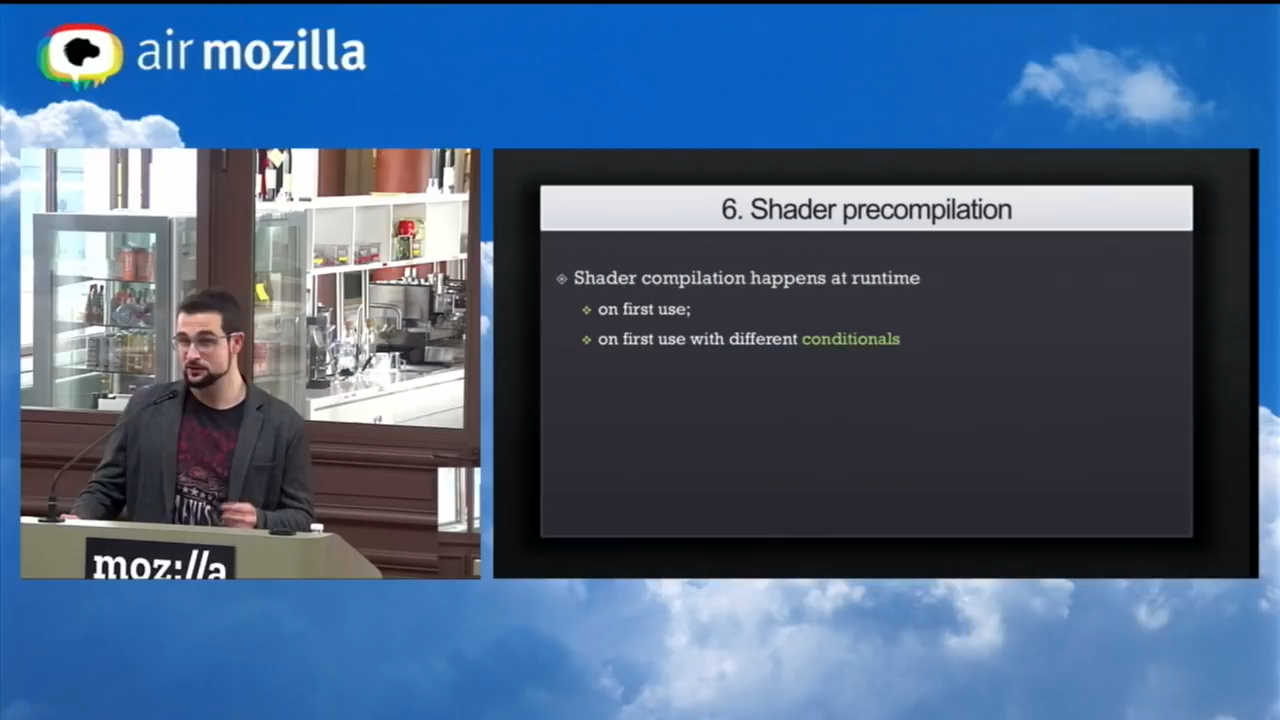 air mozilla
6. Shader precompilation
Shader compilation happens at runtime
on first use;
on first use with different conditionals
moz://a